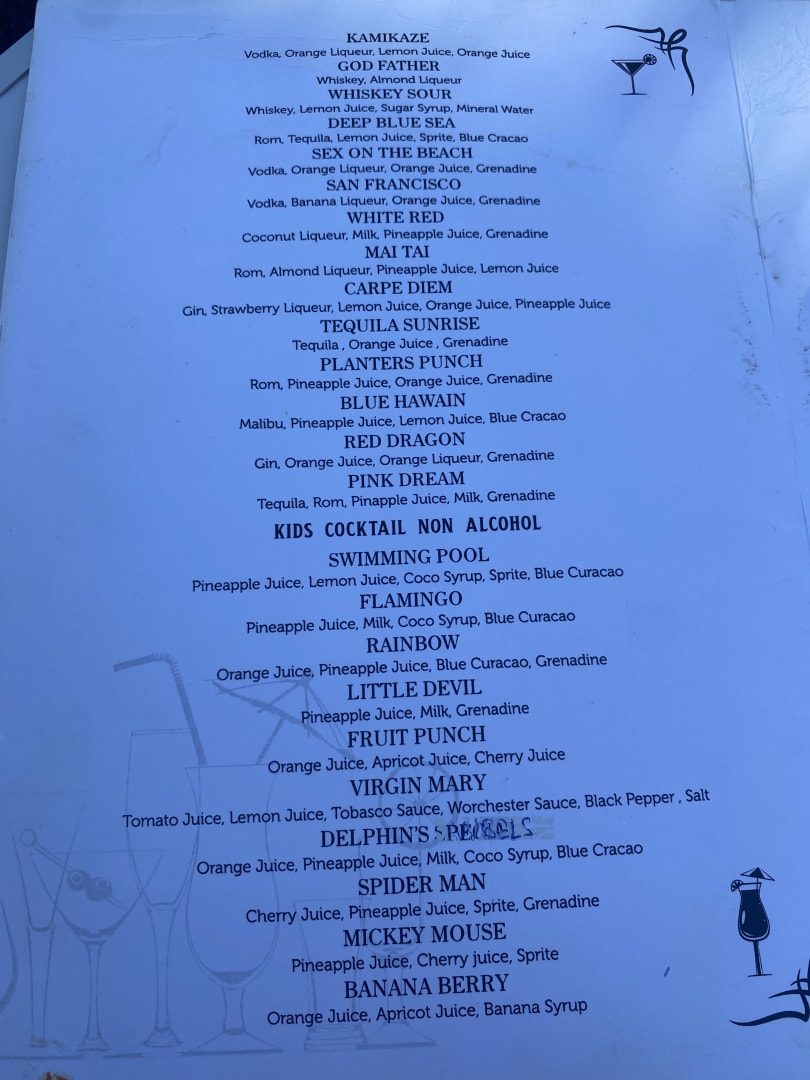 KAMIKAZE
Vodka, Orange Liqueur, Lemon Juice, Orange Juice
GOD FATHER
Whiskey, Almond Liqueur
WHISKEY SOUR
Whiskey, Lemon Juice, Sugar Syrup, Mineral Water
DEEP BLUE SEA
Rom, Tequila, Lemon Juice, Sprite, Blue Cracao
SEX ON THE BEACH
Vodka, Orange Liqueur, Orange Juice, Grenadine
SAN FRANCISCO
Vodka, Banana Liqueur, Orange Juice, Grenadine
WHITE RED
Coconut Liqueur, Milk, Pineapple Juice, Grenadine
MAI TAI
Rom, Almond Liqueur, Pineapple Juice, Lemon Juice
CARPE DIEM
Gin, Strawberry Liqueur, Lemon Juice, Orange Juice, Pineapple Juice
TEQUILA SUNRISE
Tequila , Orange Juice , Grenadine
PLANTERS PUNCH
Rom, Pineapple Juice, Orange Juice, Grenadine
BLUE HAWAIN
Malibu, Pineapple Juice, Lemon Juice, Blue Cracao
RED DRAGON
Gin, Orange Juice, Orange Liqueur, Grenadine
PINK DREAM
Tequila, Rom, Pinapple Juice, Milk, Grenadine
KIDS COCKTAIL NON ALCOHOL
SWIMMING POOL
Pineapple Juice, Lemon Juice, Coco Syrup, Sprite, Blue Curacao
FLAMINGO
Pineapple Juice, Milk, Coco Syrup, Blue Curacao
RAINBOW
Orange Juice, Pineapple Juice, Blue Curacao, Grenadine
LITTLE DEVIL
Pineapple Juice, Milk, Grenadine
FRUIT PUNCH
Orange Juice, Apricot Juice, Cherry Juice
VIRGIN MARY
Tomato Juice, Lemon Juice, Tobasco Sauce, Worchester Sauce, Black Pepper , Salt
DELPHIN'S
Orange Juice, Pineapple Juice, Milk, Coco Syrup, Blue Cracao
SPIDER MAN
Cherry Juice, Pineapple Juice, Sprite, Grenadine
MICKEY MOUSE
Pineapple Juice, Cherry juice, Sprite
BANANA BERRY
Orange Juice, Apricot Juice, Banana Syrup